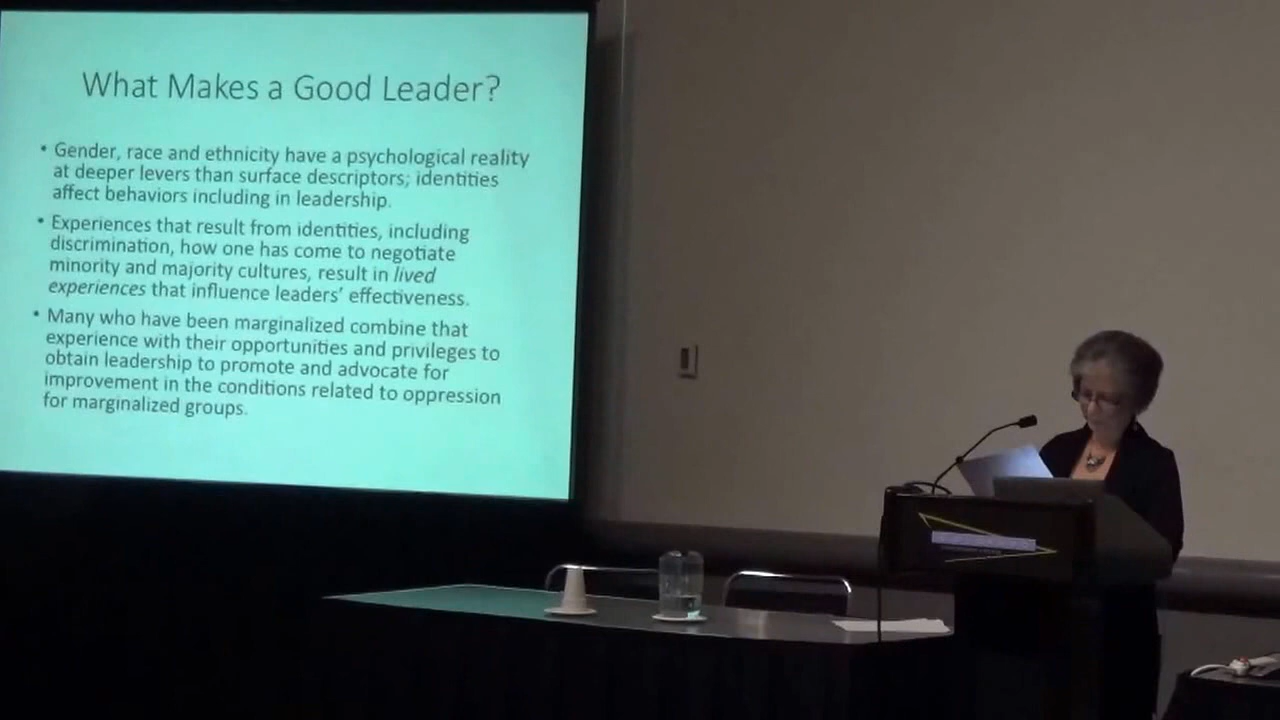 What Makes a Good Leader?
• Gender, race and ethnicity have a psychological reality
at deeper levers than surface descriptors; identities
affect behaviors including in leadership.
• Experiences that result from identities, including
discrimination, how one has come to negotiate
minority and majority cultures, result in lived
experiences that influence leaders’ effectiveness.
• Many who have been marginalized combine that
experience with their opportunities and privileges to
obtain leadership to promote and advocate for
improvement in the conditions related to oppression
for marginalized groups.